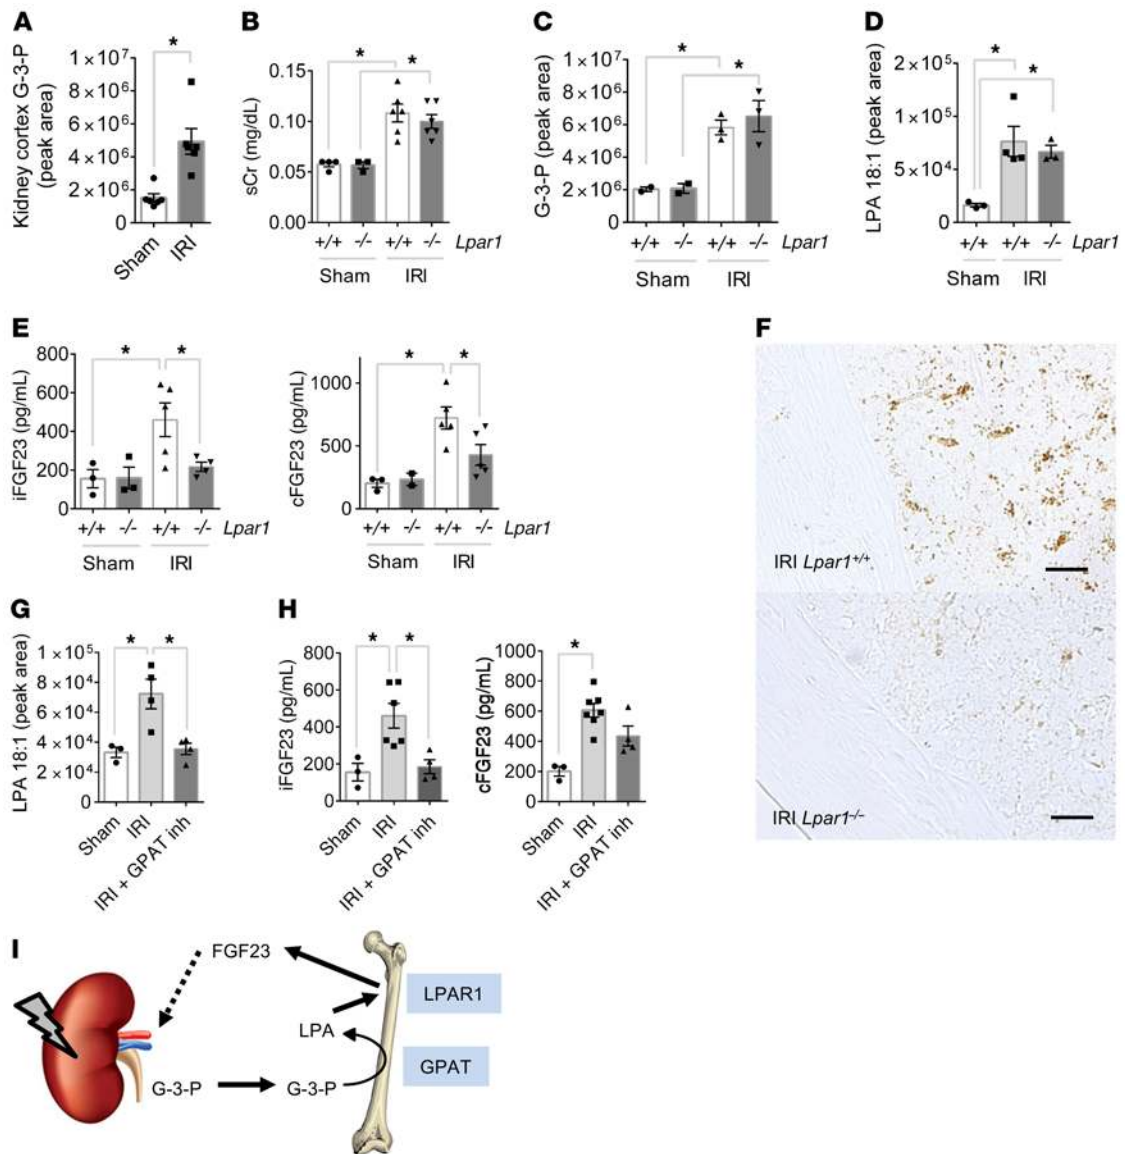 A
Kidney cortex G-3-P
(peak area)
1×10⁷
8×10⁶
6×10⁶
4×10⁶
2×10⁶
0
*
Sham
IRI
B
sCr (mg/dL)
0.15
0.10
0.05
0.00
*
*
+/+ -/- +/+ -/- Lpar1
Sham IRI
C
G-3-P (peak area)
1×10⁷
8×10⁶
6×10⁶
4×10⁶
2×10⁶
0
*
*
+/+ -/- +/+ -/- Lpar1
Sham IRI
D
LPA 18:1 (peak area)
2×10⁵
1×10⁵
5×10⁴
0
*
*
+/+ +/+ -/- Lpar1
Sham IRI
E
iFGF23 (pg/mL)
800
600
400
200
0
* *
+/+ -/- +/+ -/- Lpar1
Sham IRI
cFGF23 (pg/mL)
1000
500
0
* *
+/+ -/- +/+ -/- Lpar1
Sham IRI
F
IRI Lpar1⁺/⁺
IRI Lpar1⁻/⁻
G
LPA 18:1 (peak area)
1×10⁵
8×10⁴
6×10⁴
4×10⁴
2×10⁴
0
* *
Sham
IRI
IRI + GPAT inh
H
iFGF23 (pg/mL)
800
600
400
200
0
* *
Sham
IRI
IRI + GPAT inh
cFGF23 (pg/mL)
1000
800
600
400
200
0
*
Sham
IRI
IRI + GPAT inh
I
FGF23
LPAR1
LPA
GPAT
G-3-P
G-3-P